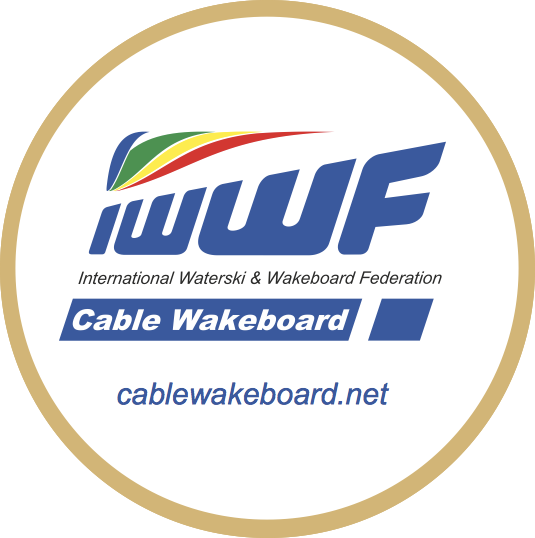 IWWF
International Waterski & Wakeboard Federation
Cable Wakeboard
cablewakeboard.net